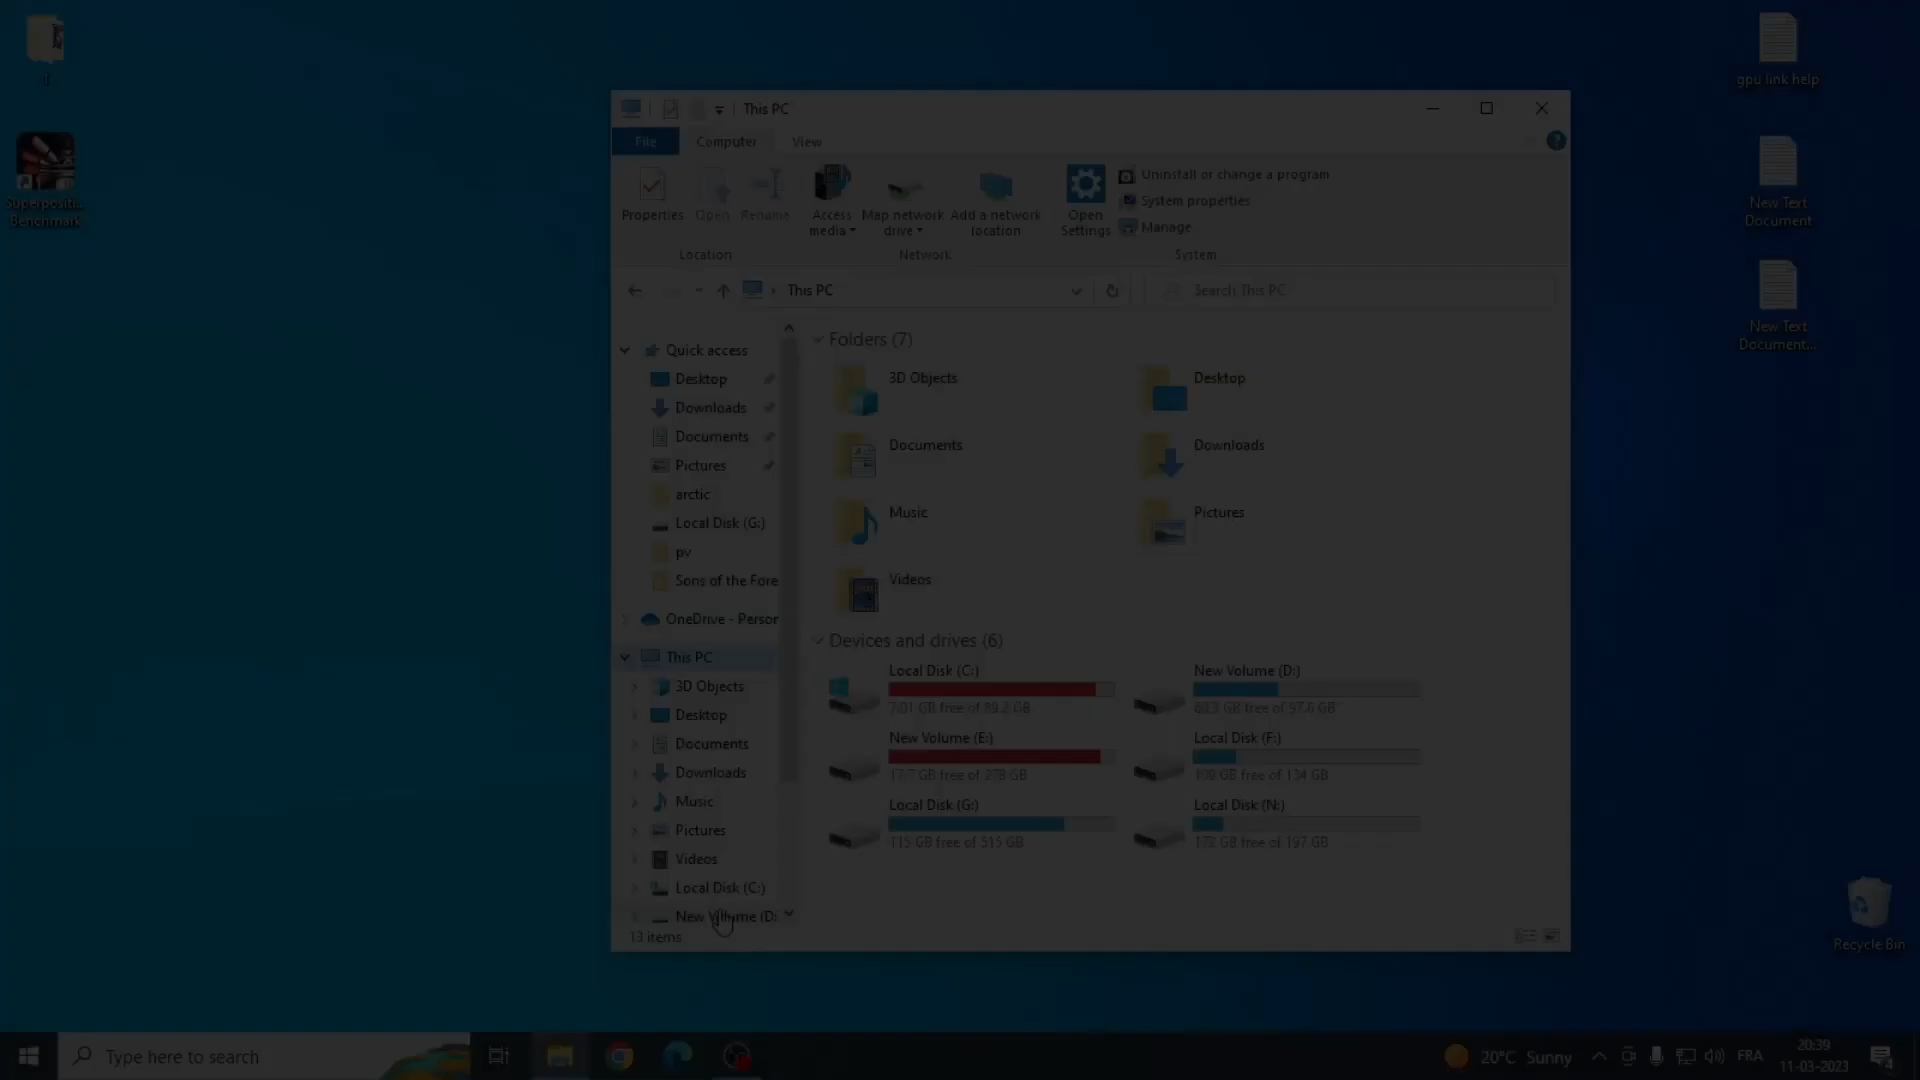 This PC
File
Computer
View
Properties
Open
Rename
Access
media
Map network
drive
Add a network
location
Open
Settings
Uninstall or change a program
System properties
Manage
Location
Network
System
This PC
Search This PC
Quick access
Desktop
Downloads
Documents
Pictures
arctic
Local Disk (G:)
pv
Sons of the Fore
OneDrive - Persor
This PC
3D Objects
Desktop
Documents
Downloads
Music
Pictures
Videos
Local Disk (C:)
New Volume (D:
13 items
Folders (7)
3D Objects
Desktop
Documents
Downloads
Music
Pictures
Videos
Devices and drives (6)
Local Disk (C:)
7.01 GB free of 89.2 GB
New Volume (D:)
60.3 GB free of 97.6 GB
New Volume (E:)
17.7 GB free of 278 GB
Local Disk (F:)
GB free of 134 GB
Local Disk (G:)
115 GB free of 515 GB
Local Disk (N:)
GB free of 197 GB
Superpositi...
Benchmark
gpu link help
New Text
Document
New Text
Document...
Recycle Bin
Type here to search
20°C Sunny
FRA
20:39
11-03-2023